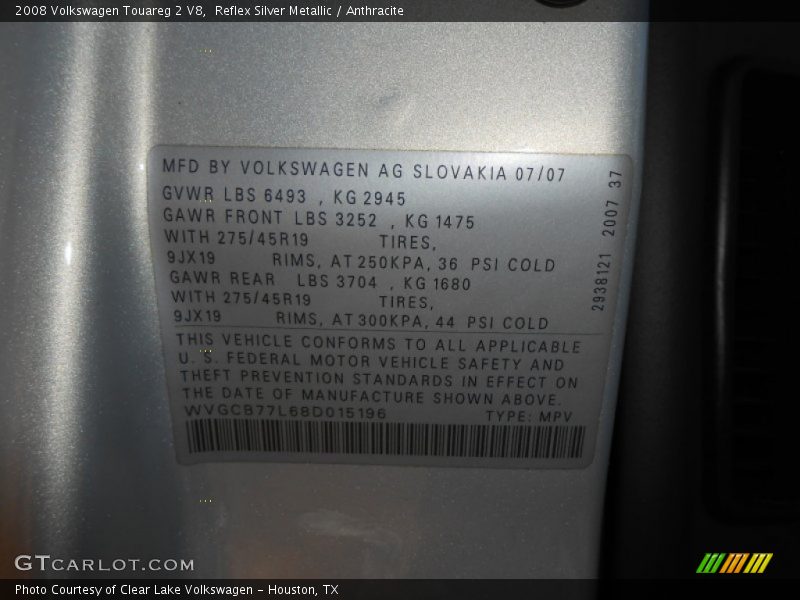 2008 Volkswagen Touareg 2 V8,  Reflex Silver Metallic / Anthracite
MFD BY VOLKSWAGEN AG SLOVAKIA 07/07
GVWR LBS 6493 , KG 2945
GAWR FRONT LBS 3252 , KG 1475
WITH 275/45R19 TIRES,
9JX19 RIMS, AT 250KPA, 36 PSI COLD
GAWR REAR LBS 3704 , KG 1680
WITH 275/45R19 TIRES,
9JX19 RIMS, AT 300KPA, 44 PSI COLD
THIS VEHICLE CONFORMS TO ALL APPLICABLE
U. S. FEDERAL MOTOR VEHICLE SAFETY AND
THEFT PREVENTION STANDARDS IN EFFECT ON
THE DATE OF MANUFACTURE SHOWN ABOVE.
WVGCB77L68D015196 TYPE: MPV
2938121 2007 37
GTCARLOT.COM
Photo Courtesy of Clear Lake Volkswagen – Houston, TX